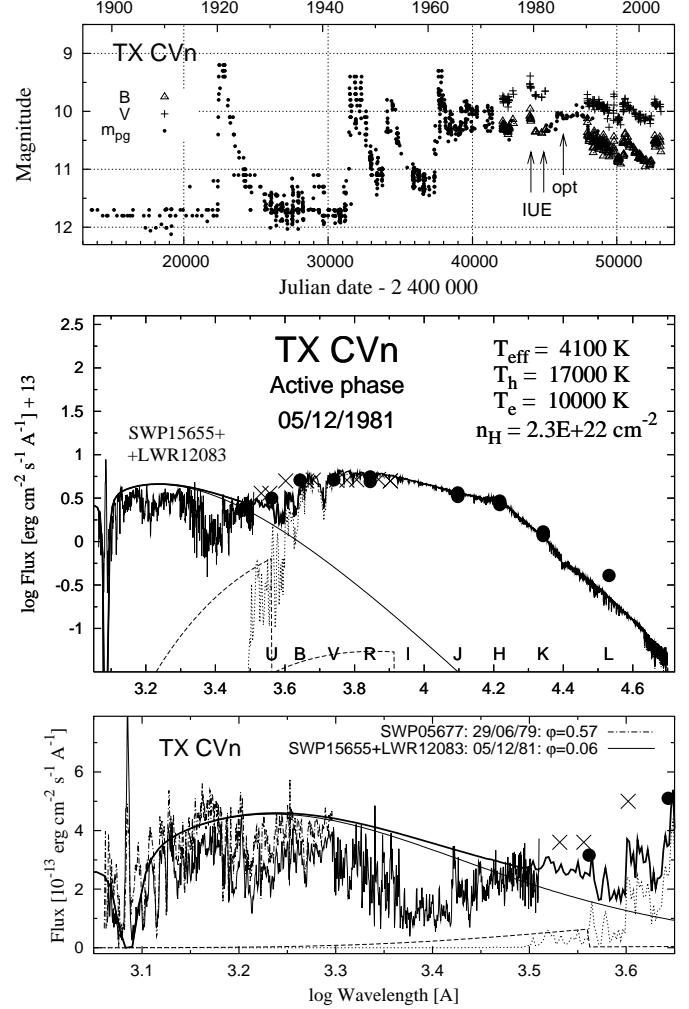 1900 1920 1940 1960 1980 2000
TX CVn
9
10
11
12
Magnitude
B
V
m_pg
IUE
opt
20000 30000 40000 50000
Julian date - 2 400 000
2.5
2
1.5
1
0.5
0
-0.5
-1
log Flux [erg cm^-2 s^-1 A^-1] + 13
TX CVn
Active phase
05/12/1981
T_eff = 4100 K
T_h = 17000 K
T_e = 10000 K
n_H = 2.3E+22 cm^-2
SWP15655+
+LWR12083
U B V R I J H K L
3.2 3.4 3.6 3.8 4 4.2 4.4 4.6
TX CVn
SWP05677: 29/06/79: φ=0.57
SWP15655+LWR12083: 05/12/81: φ=0.06
6
4
2
0
Flux [10^-13 erg cm^-2 s^-1 A^-1]
3.1 3.2 3.3 3.4 3.5 3.6
log Wavelength [A]